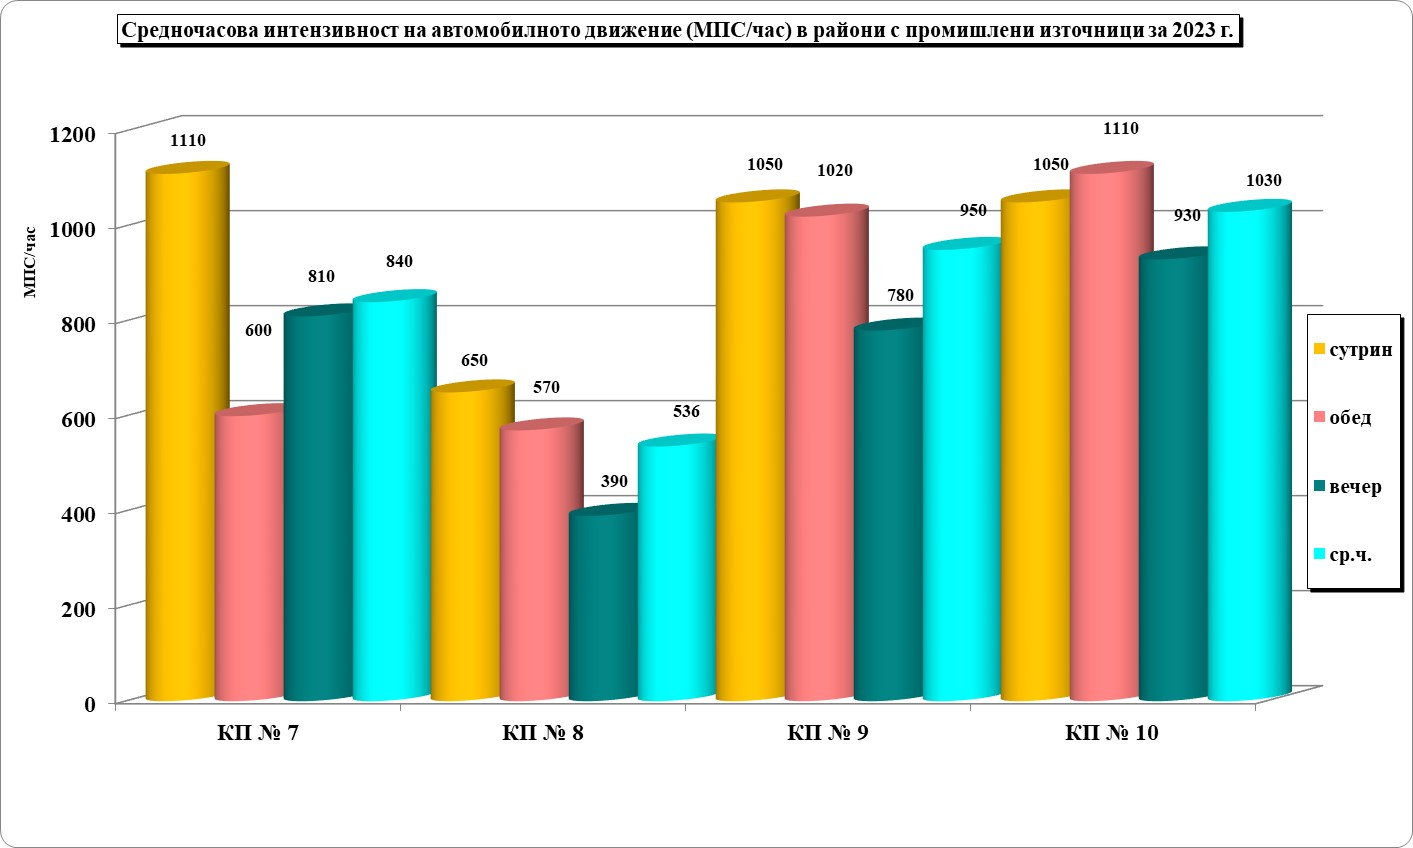 Средночасова интензивност на автомобилното движение (МПС/час) в райони с промишлени източници за 2023 г.
МПС/час
1200
1000
800
600
400
200
0
1110
600
810
840
650
570
390
536
1050
1020
780
950
1050
1110
930
1030
КП № 7
КП № 8
КП № 9
КП № 10
сутрин
обед
вечер
ср.ч.